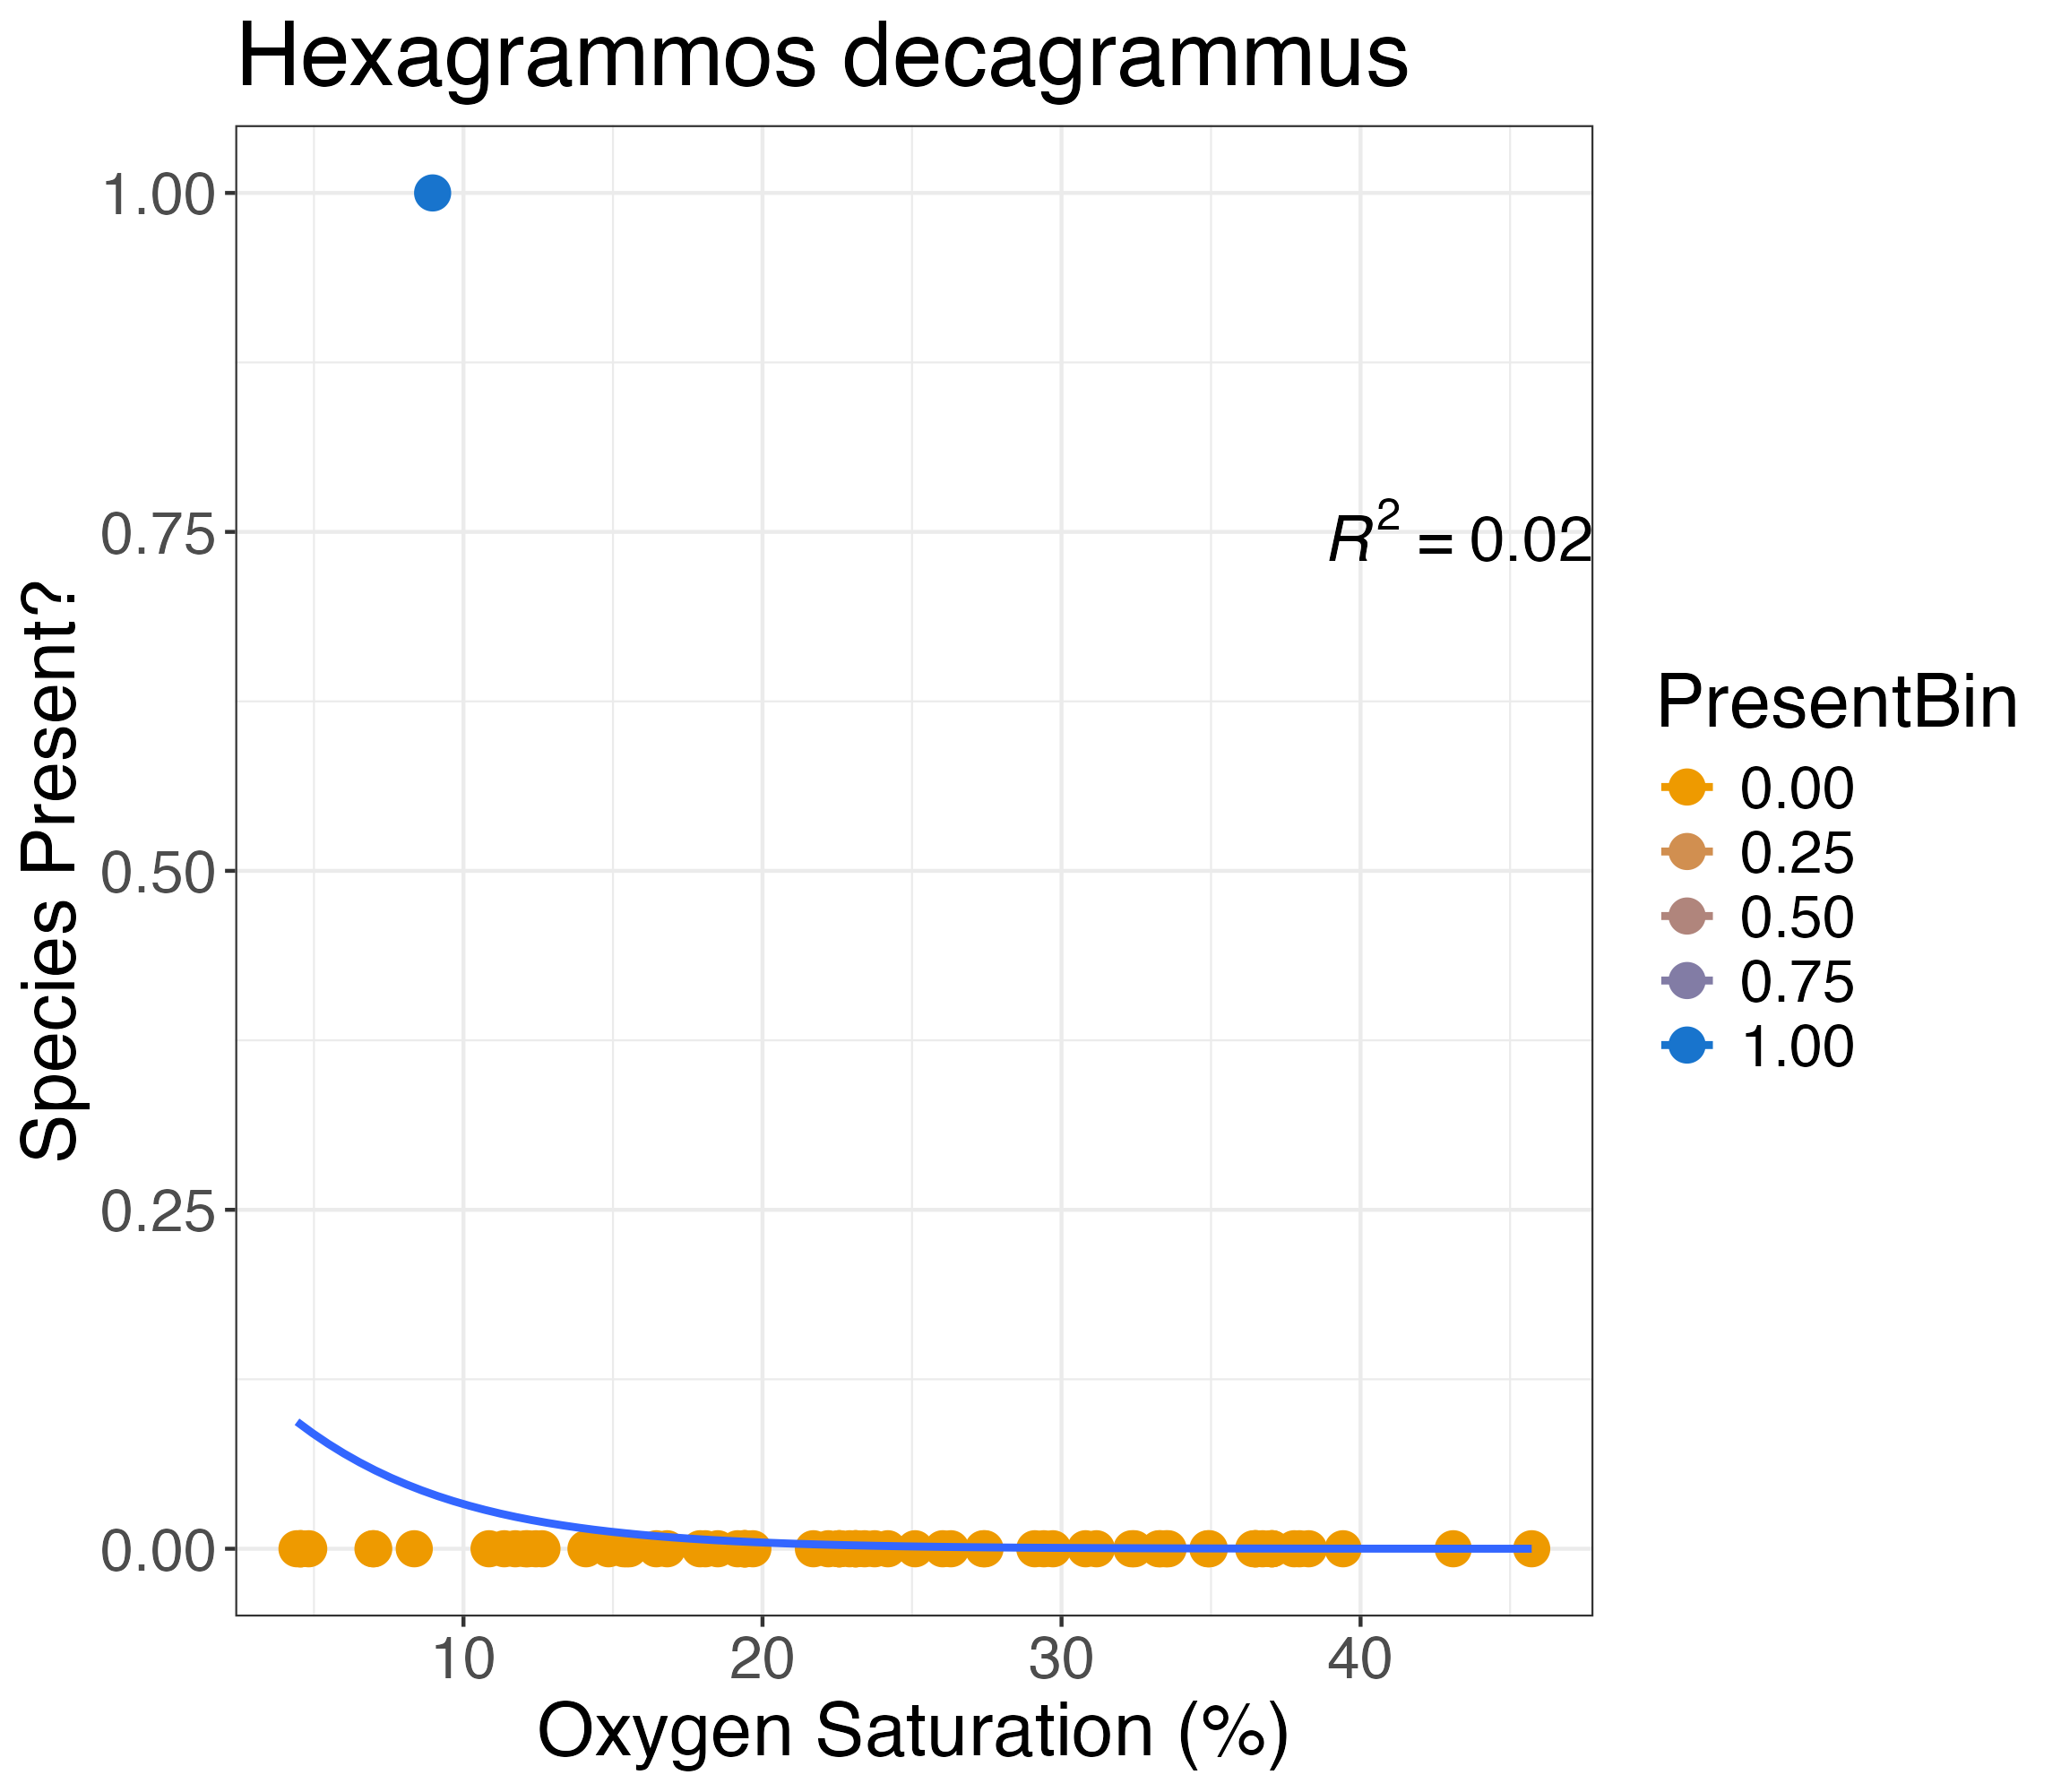 Hexagrammos decagrammus
1.00
0.75
0.50
0.25
0.00
Species Present?
R² = 0.02
10 20 30 40
Oxygen Saturation (%)
PresentBin
0.00
0.25
0.50
0.75
1.00